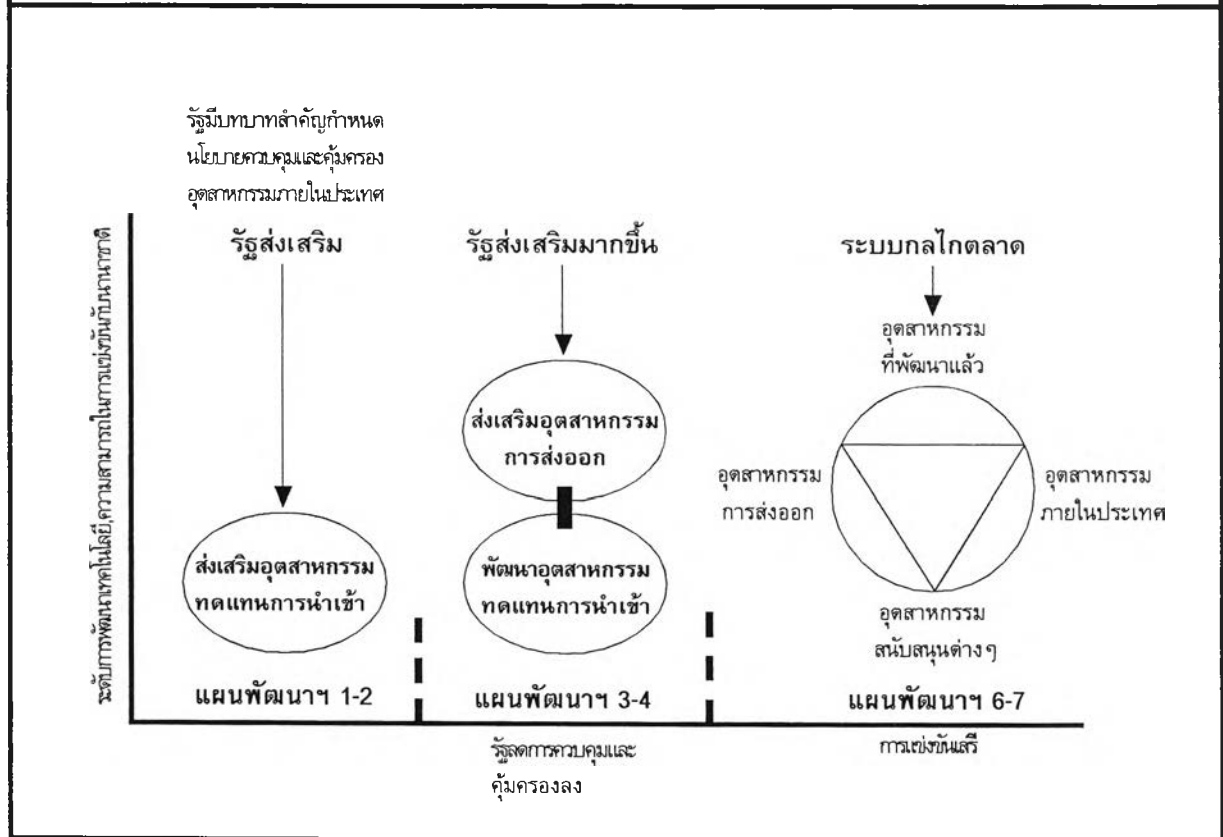 รัฐมีบทบาทสำคัญกำหนด
นโยบายควบคุมและคุ้มครอง
อุตสาหกรรมภายในประเทศ
รัฐส่งเสริม
รัฐส่งเสริมมากขึ้น
ระบบกลไกตลาด
ระดับการพัฒนาเทคโนโลยี,ความสามารถในการแข่งขันกับนานาชาติ
อุตสาหกรรม
ที่พัฒนาแล้ว
ส่งเสริมอุตสาหกรรม
การส่งออก
อุตสาหกรรม
การส่งออก
อุตสาหกรรม
ภายในประเทศ
ส่งเสริมอุตสาหกรรม
ทดแทนการนำเข้า
พัฒนาอุตสาหกรรม
ทดแทนการนำเข้า
อุตสาหกรรม
สนับสนุนต่างๆ
แผนพัฒนาฯ 1-2
แผนพัฒนาฯ 3-4
แผนพัฒนาฯ 6-7
รัฐลดการควบคุมและ
คุ้มครองลง
การแข่งขันเสรี